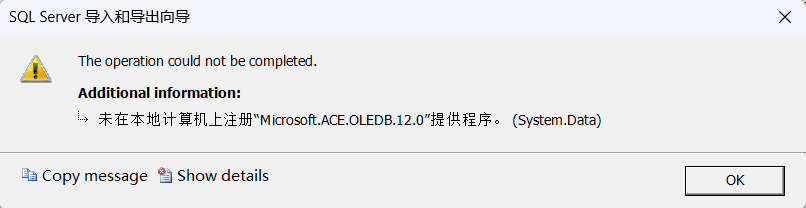 SQL Server 导入和导出向导
The operation could not be completed.
Additional information:
未在本地计算机上注册“Microsoft.ACE.OLEDB.12.0”提供程序。 (System.Data)
Copy message Show details OK